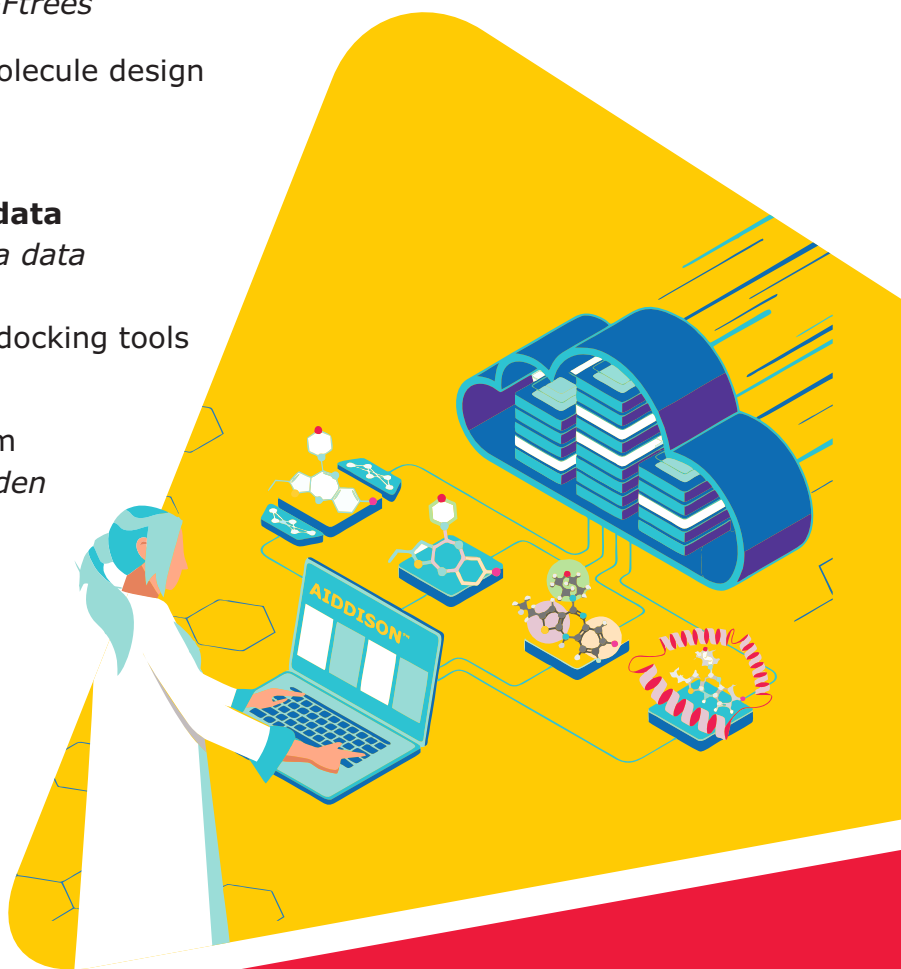 Ftrees
olecule design
data
a data
docking tools
m
den
AIDDISON™